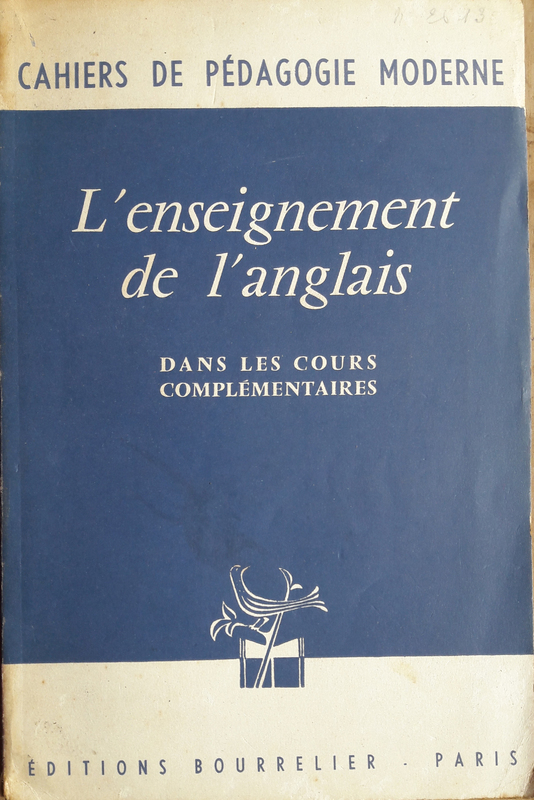 CAHIERS DE PÉDAGOGIE MODERNE
L'enseignement
de l'anglais
DANS LES COURS
COMPLÉMENTAIRES
ÉDITIONS BOURRELIER - PARIS